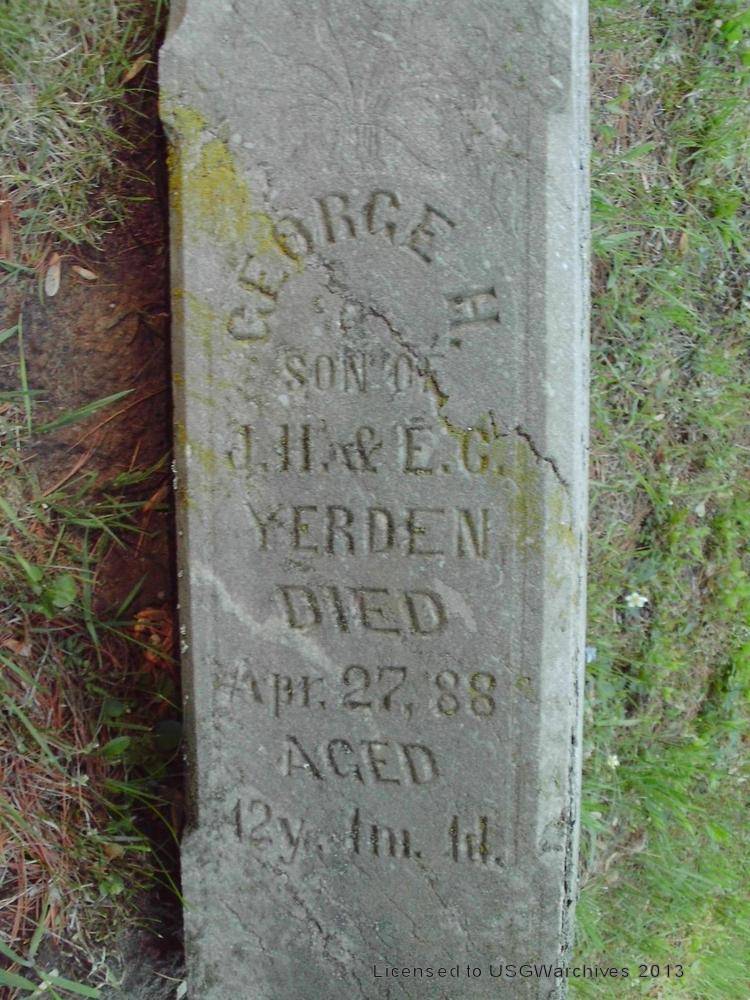 GEORGE H.
SON OF
J.H. & E.C.
YERDEN
DIED
Apr. 27, '88
AGED
12y. 1m. 1d.
Licensed to USGWarchives 2013